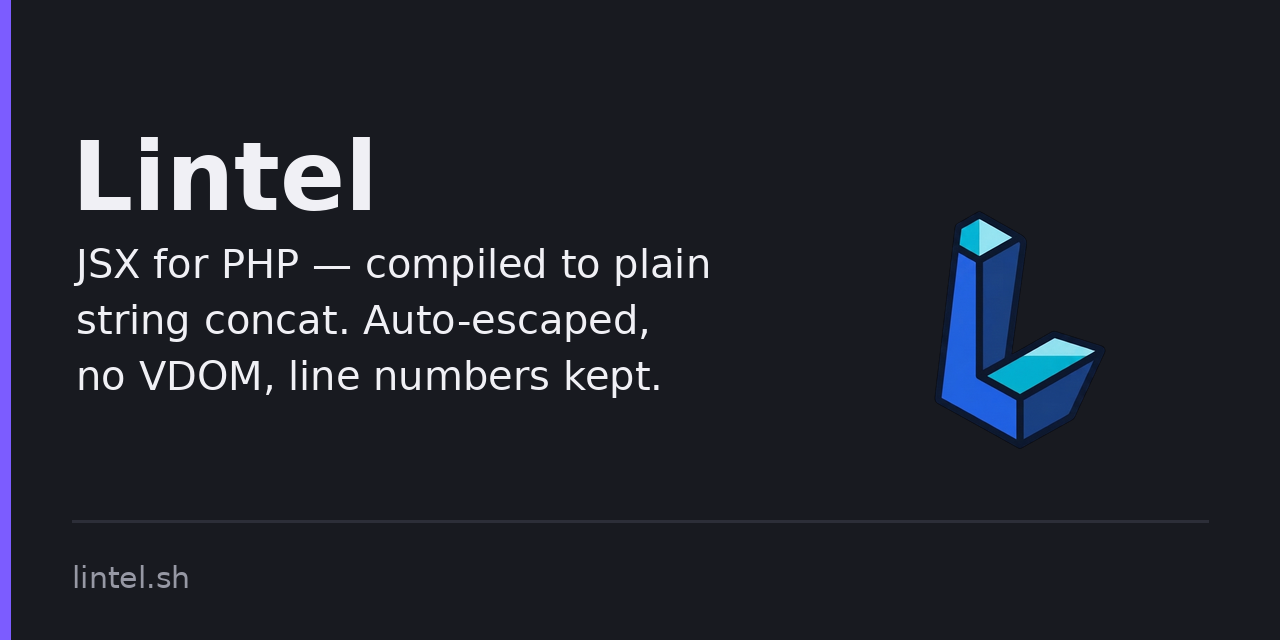 Lintel
JSX for PHP — compiled to plain
string concat. Auto-escaped,
no VDOM, line numbers kept.
lintel.sh